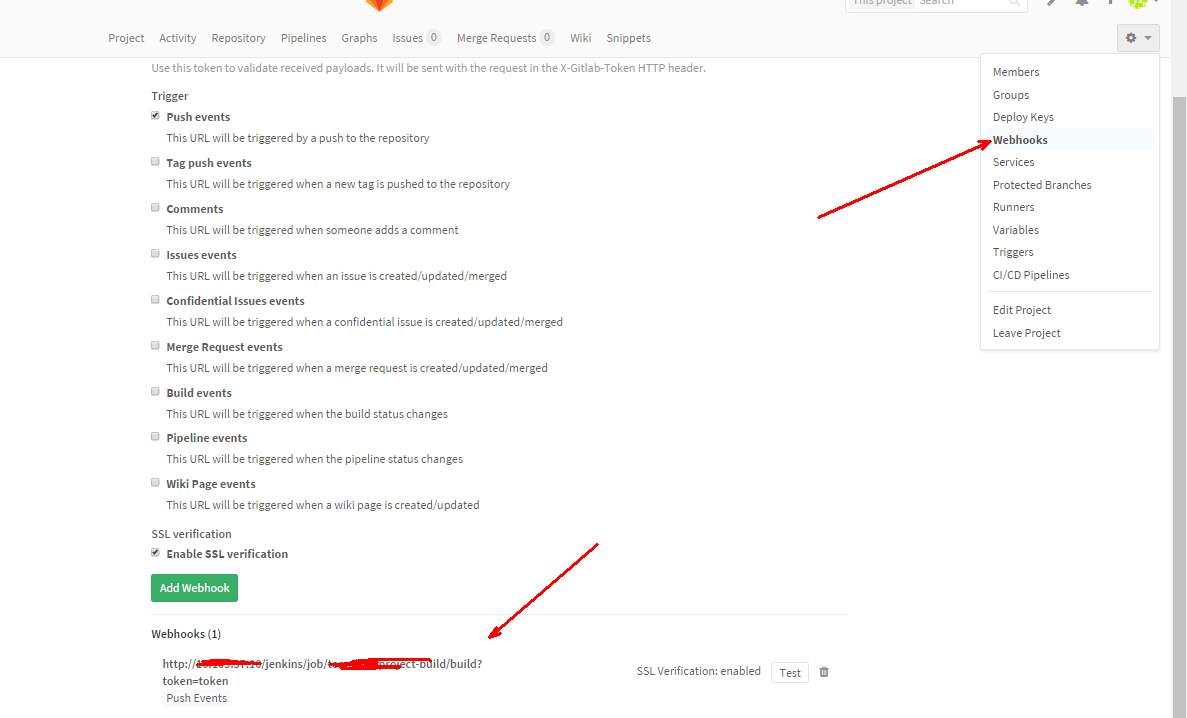 This project Search
Project Activity Repository Pipelines Graphs Issues 0 Merge Requests 0 Wiki Snippets
Use this token to validate received payloads. It will be sent with the request in the X-Gitlab-Token HTTP header.
Members
Groups
Deploy Keys
Webhooks
Services
Protected Branches
Runners
Variables
Triggers
CI/CD Pipelines
Edit Project
Leave Project
Trigger
Push events
This URL will be triggered by a push to the repository
Tag push events
This URL will be triggered when a new tag is pushed to the repository
Comments
This URL will be triggered when someone adds a comment
Issues events
This URL will be triggered when an issue is created/updated/merged
Confidential Issues events
This URL will be triggered when a confidential issue is created/updated/merged
Merge Request events
This URL will be triggered when a merge request is created/updated/merged
Build events
This URL will be triggered when the build status changes
Pipeline events
This URL will be triggered when the pipeline status changes
Wiki Page events
This URL will be triggered when a wiki page is created/updated
SSL verification
Enable SSL verification
Add Webhook
Webhooks (1)
http:// /jenkins/job/ project-build/build?
token=token
Push Events
SSL Verification: enabled Test